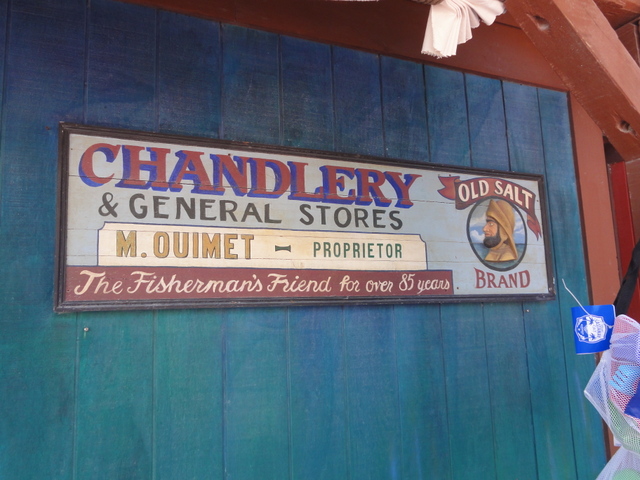 CHANDLERY
& GENERAL STORES
M. OUIMET - PROPRIETOR
The Fisherman's Friend for over 85 years
OLD SALT
BRAND